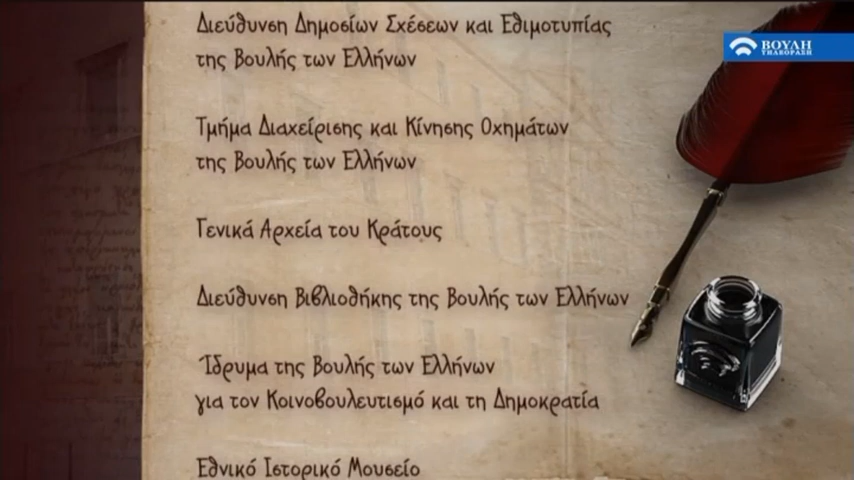 Διεύθυνση Δημοσίων Σχέσεων και Εθιμοτυπίας
της Βουλής των Ελλήνων
ΒΟΥΛΗ
ΤΗΛΕΟΡΑΣΗ
Τμήμα Διαχείρισης και Κίνησης Οχημάτων
της Βουλής των Ελλήνων
Γενικά Αρχεία του Κράτους
Διεύθυνση Βιβλιοθήκης της Βουλής των Ελλήνων
Ίδρυμα της Βουλής των Ελλήνων
για τον Κοινοβουλευτισμό και τη Δημοκρατία
Εθνικό Ιστορικό Μουσείο